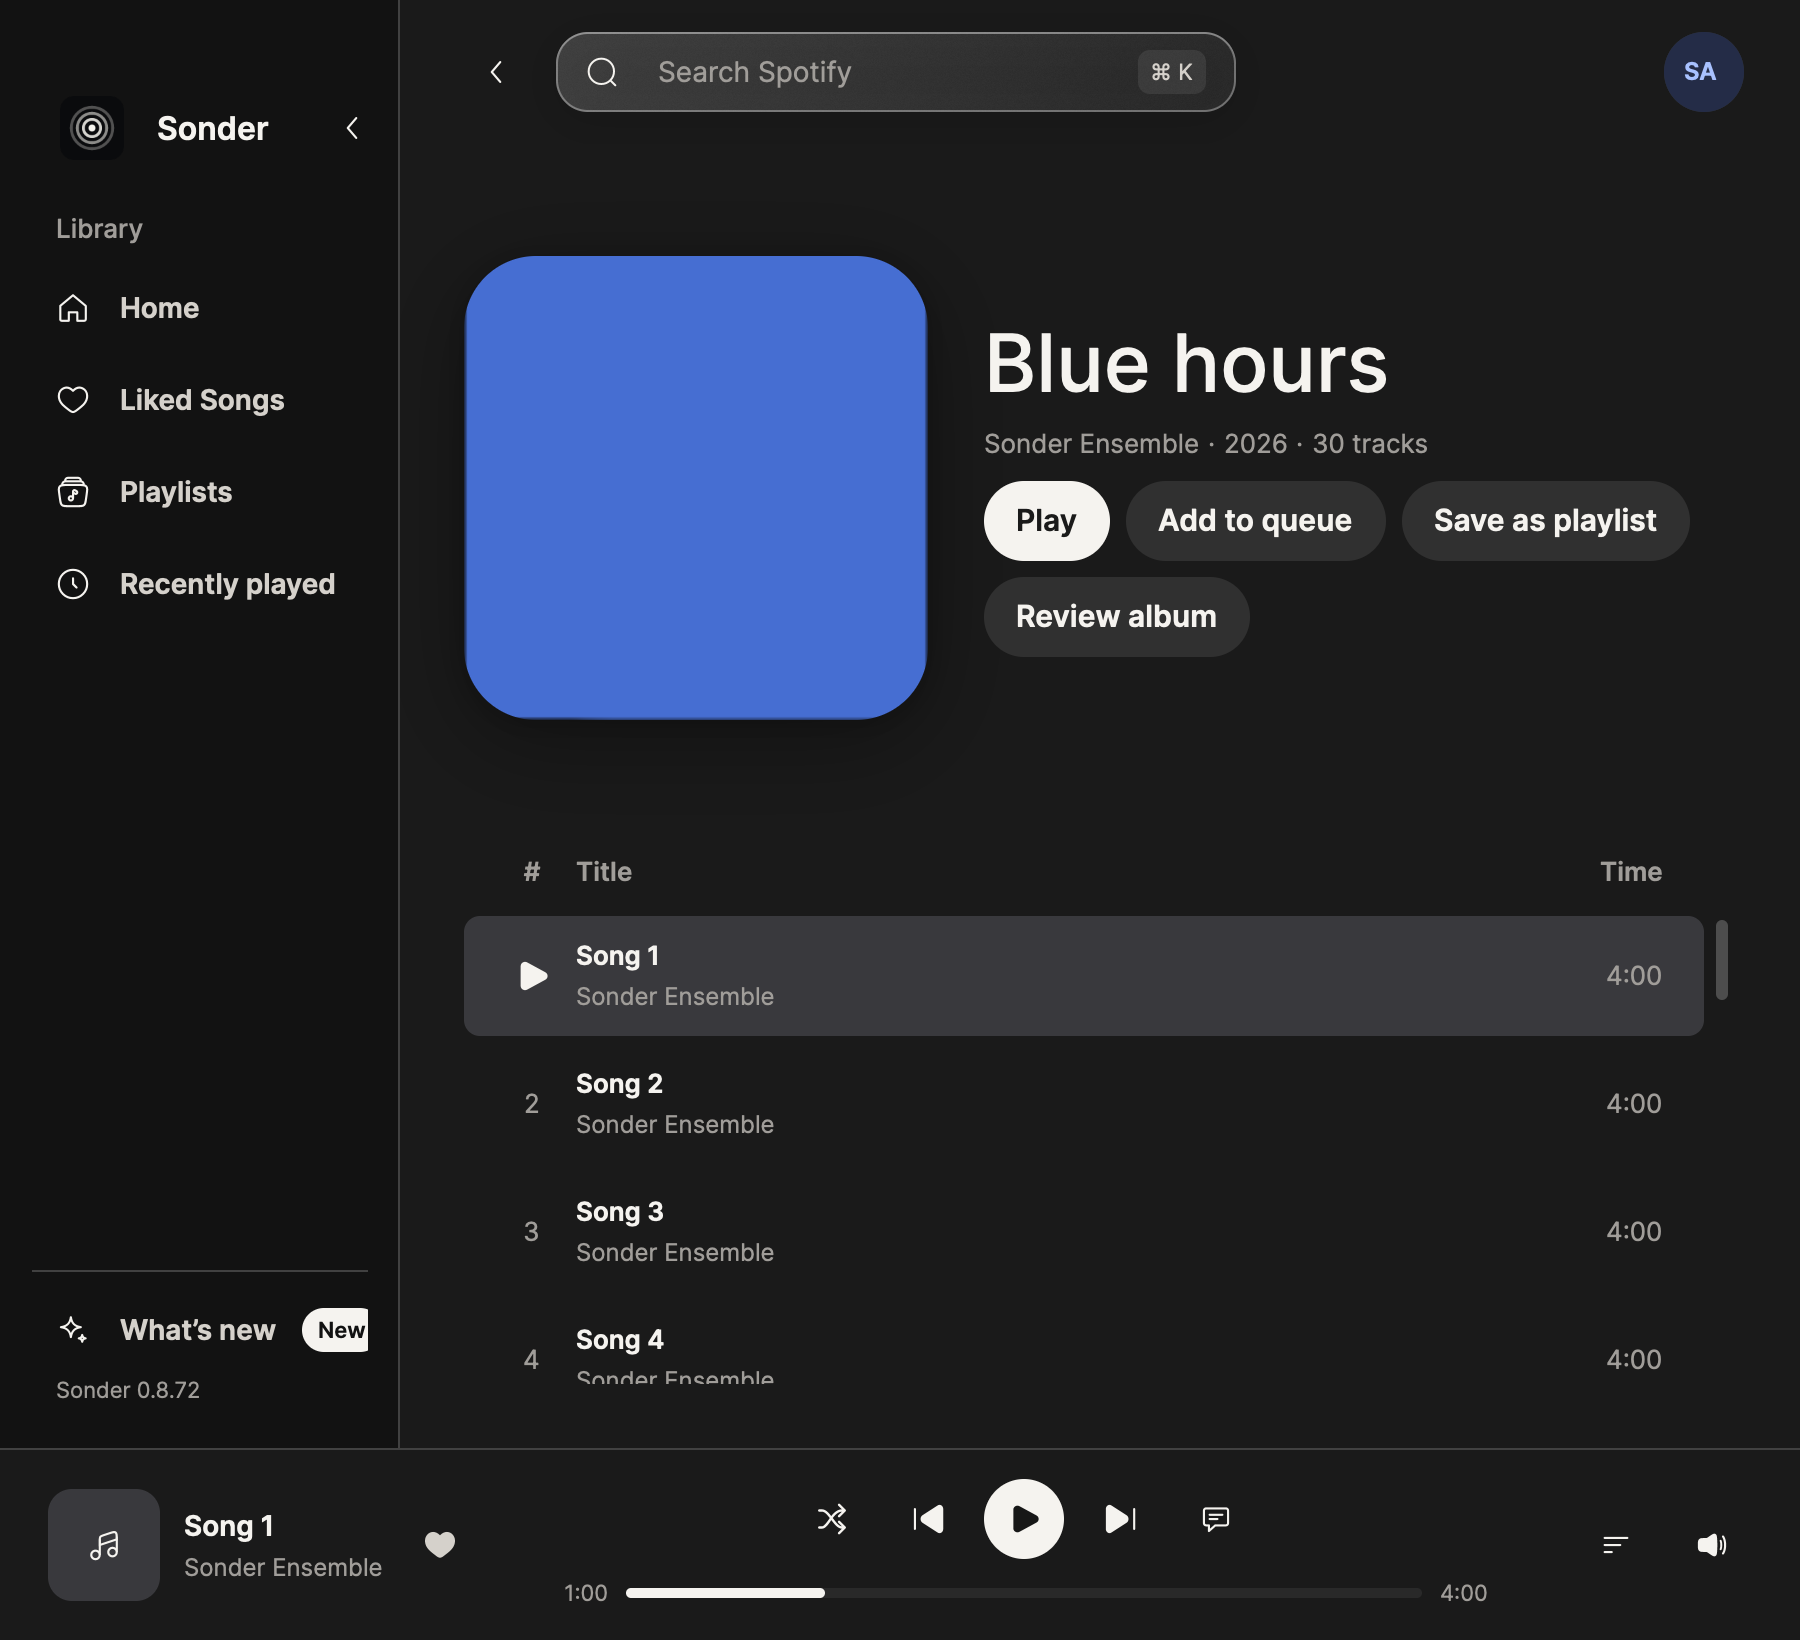 Sonder
Library
Home
Liked Songs
Playlists
Recently played
What’s new New
Sonder 0.8.72
Search Spotify ⌘ K
SA
Blue hours
Sonder Ensemble · 2026 · 30 tracks
Play Add to queue Save as playlist
Review album
# Title Time
Song 1
Sonder Ensemble
4:00
2 Song 2
Sonder Ensemble
4:00
3 Song 3
Sonder Ensemble
4:00
4 Song 4
Sonder Ensemble
4:00
Song 1
Sonder Ensemble
1:00 4:00